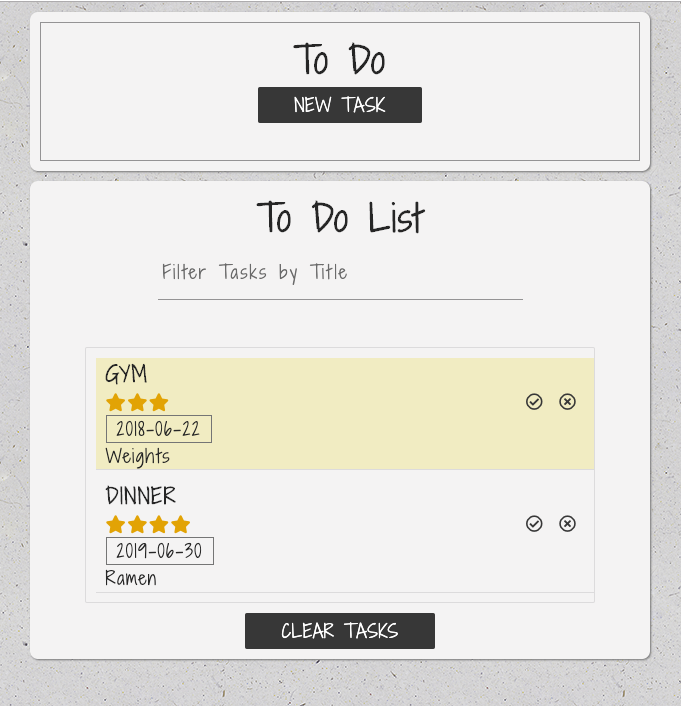 To Do
NEW TASK
To Do List
Filter Tasks by Title
GYM
2018-06-22
Weights
DINNER
2019-06-30
Ramen
CLEAR TASKS